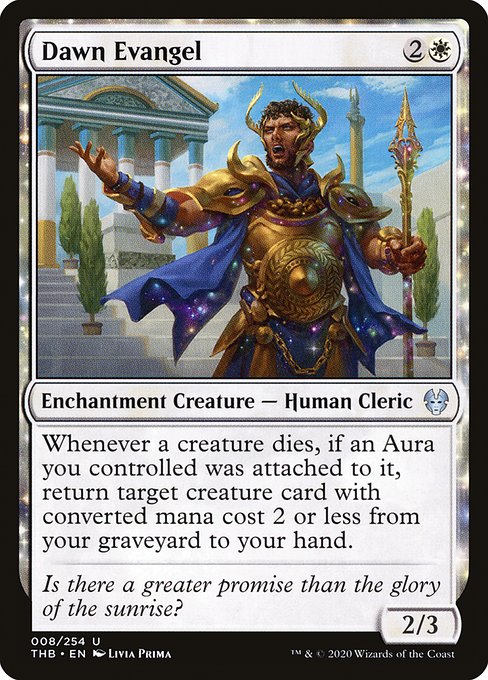 Dawn Evangel 2
Enchantment Creature — Human Cleric
Whenever a creature dies, if an Aura
you controlled was attached to it,
return target creature card with
converted mana cost 2 or less from
your graveyard to your hand.
Is there a greater promise than the glory
of the sunrise?
2/3
008/254 U
THB • EN Livia Prima
™ & © 2020 Wizards of the Coast